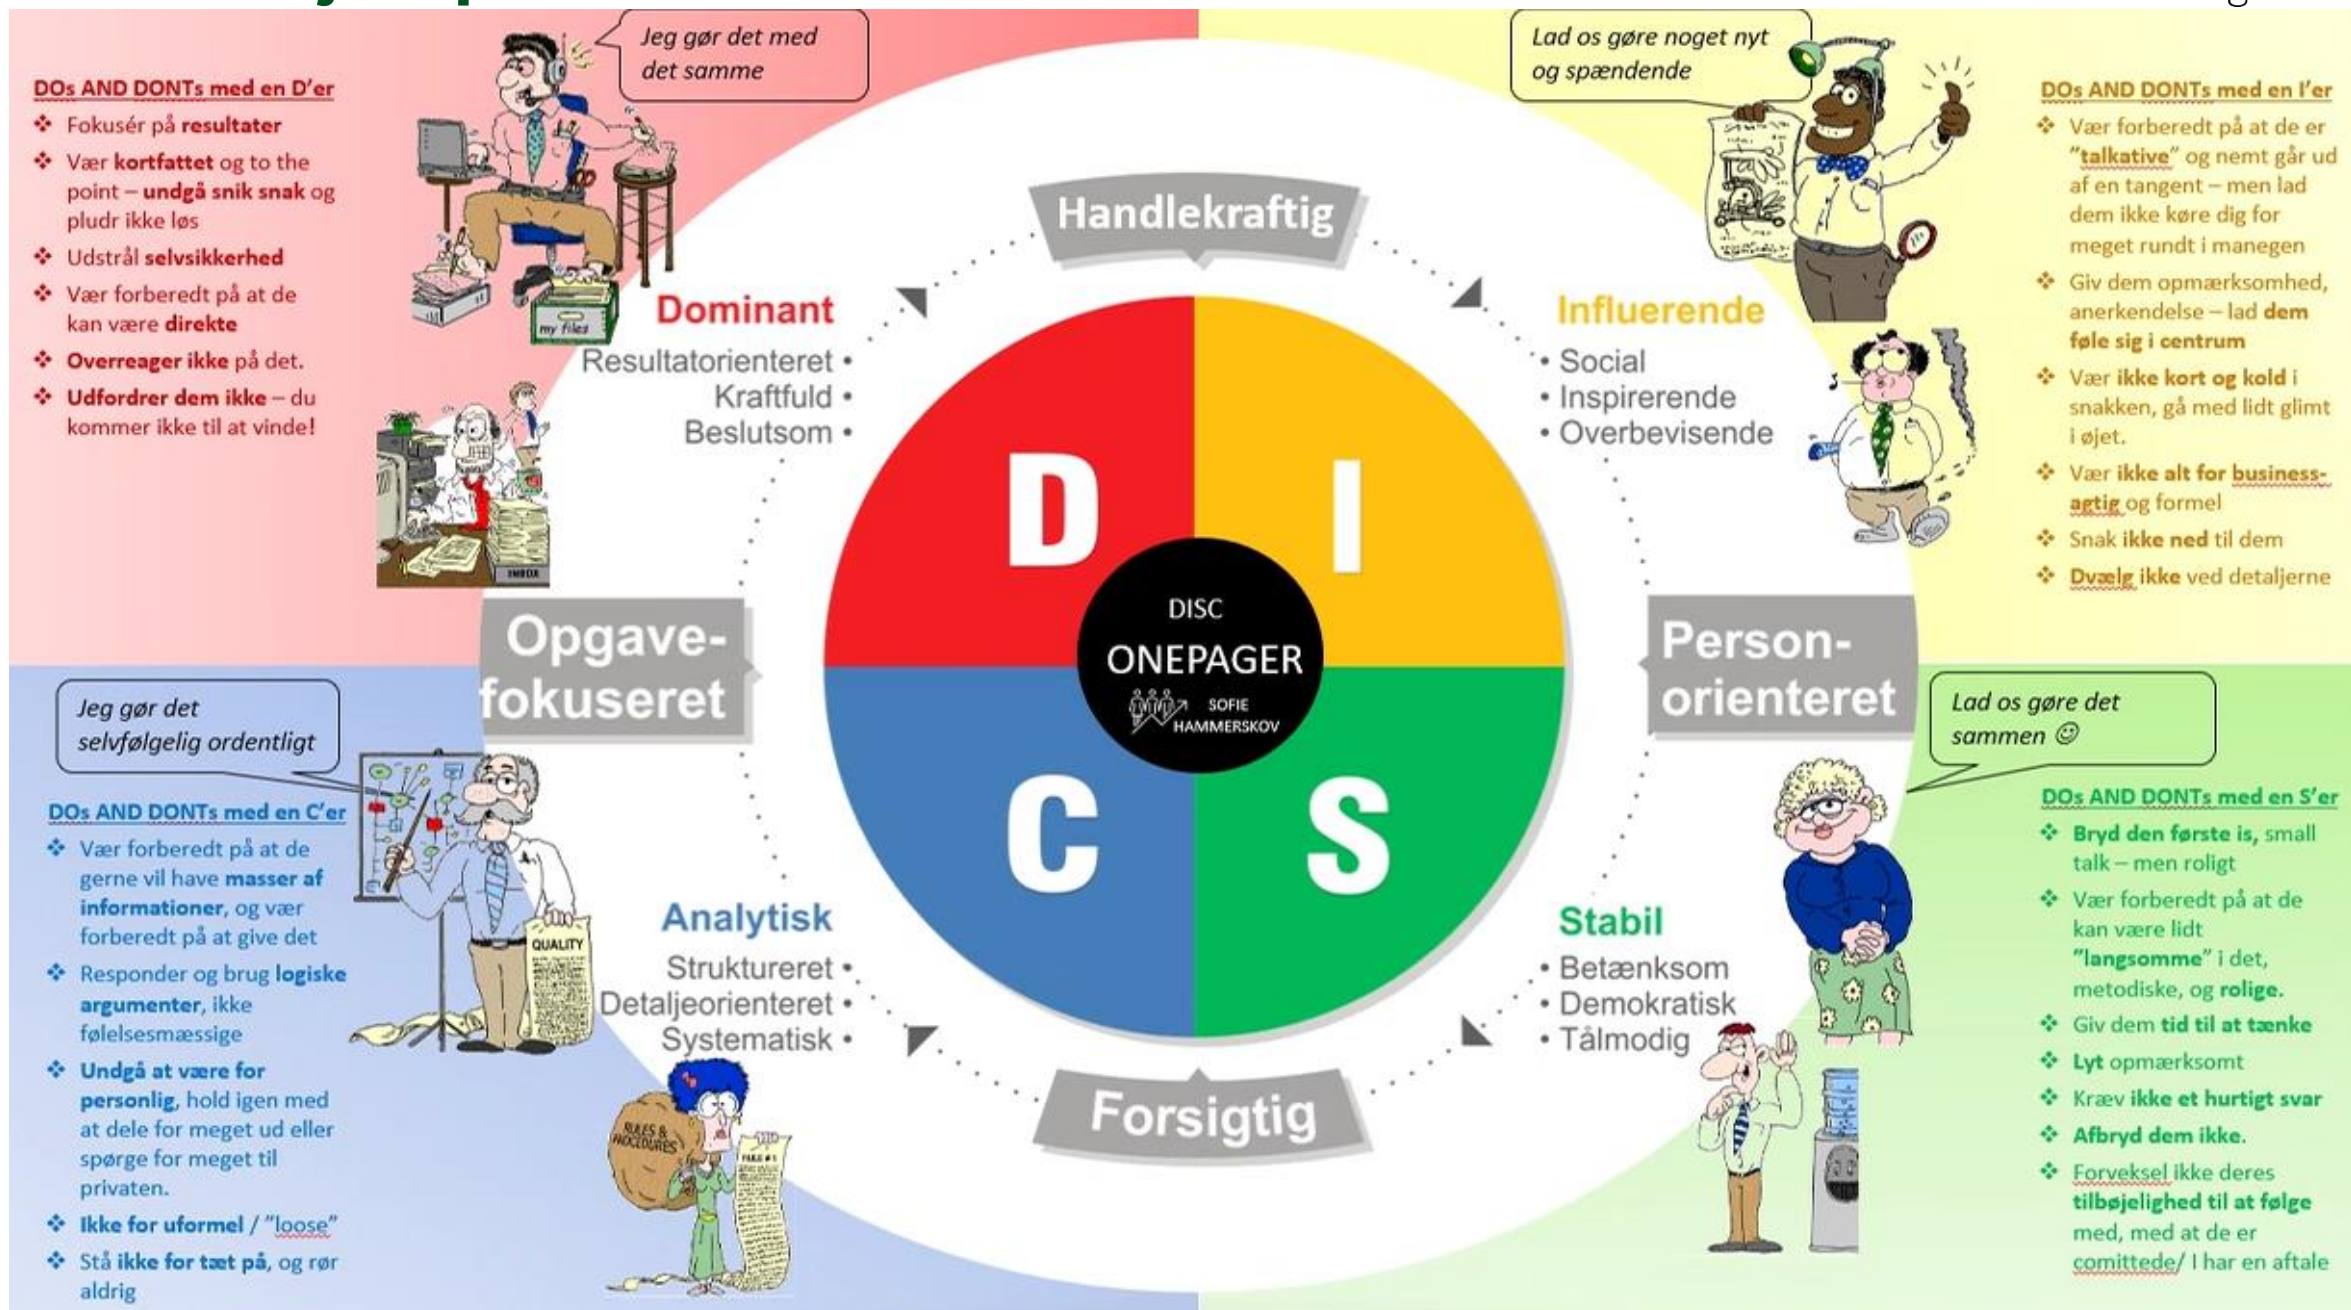 Jeg gør det med
det samme
DOs AND DONTs med en D’er
Fokusér på resultater
Vær kortfattet og to the
point – undgå snik snak og
pludr ikke løs
Udstrål selvsikkerhed
Vær forberedt på at de
kan være direkte
Overreager ikke på det.
Udfordrer dem ikke – du
kommer ikke til at vinde!
my files
INBOX
Dominant
Resultatorienteret •
Kraftfuld •
Beslutsom •
Handlekraftig
Lad os gøre noget nyt
og spændende
DOs AND DONTs med en I’er
Vær forberedt på at de er
”talkative” og nemt går ud
af en tangent – men lad
dem ikke køre dig for
meget rundt i manegen
Giv dem opmærksomhed,
anerkendelse – lad dem
føle sig i centrum
Vær ikke kort og kold i
snakken, gå med lidt glimt
i øjet.
Vær ikke alt for business-
agtig og formel
Snak ikke ned til dem
Dvælg ikke ved detaljerne
Influerende
• Social
• Inspirerende
• Overbevisende
D
I
DISC
ONEPAGER
SOFIE
HAMMERSKOV
C
S
Opgave-
fokuseret
Person-
orienteret
Jeg gør det
selvfølgelig ordentligt
DOs AND DONTs med en C’er
Vær forberedt på at de
gerne vil have masser af
informationer, og vær
forberedt på at give det
Responder og brug logiske
argumenter, ikke
følelsesmæssige
Undgå at være for
personlig, hold igen med
at dele for meget ud eller
spørge for meget til
privaten.
Ikke for uformel / ”loose”
Stå ikke for tæt på, og rør
aldrig
QUALITY
Analytisk
Struktureret •
Detaljeorienteret •
Systematisk •
RULES &
PROCEDURES
RULE #1
Forsigtig
Stabil
• Betænksom
• Demokratisk
• Tålmodig
Lad os gøre det
sammen ☺
DOs AND DONTs med en S’er
Bryd den første is, small
talk – men roligt
Vær forberedt på at de
kan være lidt
”langsomme” i det,
metodiske, og rolige.
Giv dem tid til at tænke
Lyt opmærksomt
Kræv ikke et hurtigt svar
Afbryd dem ikke.
Forveksel ikke deres
tilbøjelighed til at følge
med, med at de er
comittede/ I har en aftale